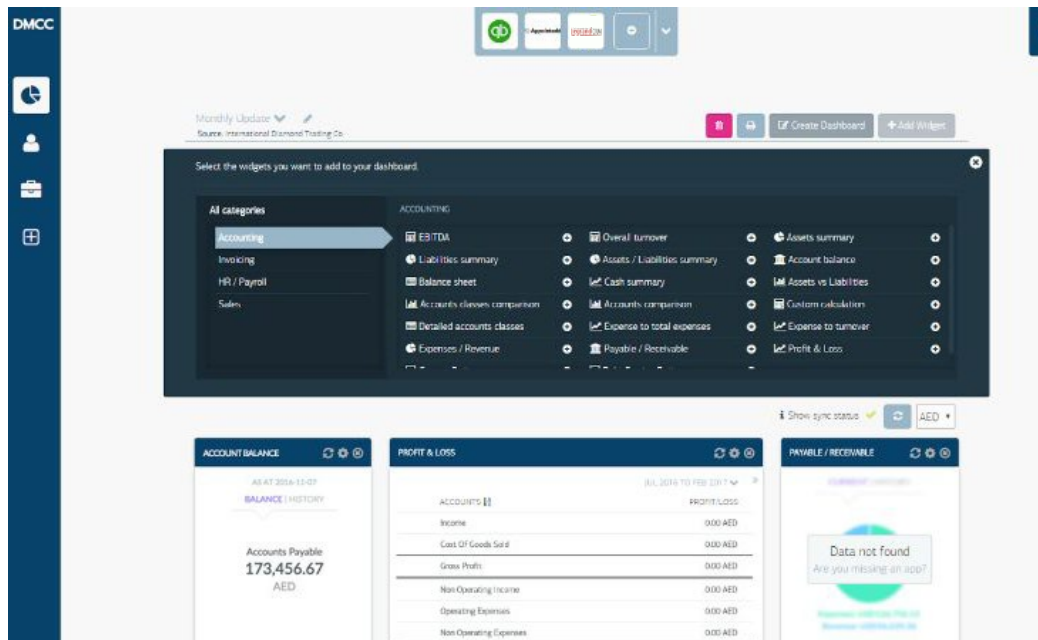 DMCC
qb
Monthly Update
Source: International Diamond Trading Co
Create Dashboard
Add Widget
Select the widgets you want to add to your dashboard.
All categories
Accounting
Invoicing
HR / Payroll
Sales
ACCOUNTING
EBITDA
Overall turnover
Assets summary
Liabilities summary
Assets / Liabilities summary
Account balance
Balance sheet
Cash summary
Assets vs Liabilities
Accounts classes comparison
Accounts comparison
Custom calculation
Detailed accounts classes
Expense to total expenses
Expense to turnover
Expenses / Revenue
Payable / Receivable
Profit & Loss
Show sync status
AED
ACCOUNT BALANCE
AS AT 2016-11-07
BALANCE | HISTORY
Accounts Payable
173,456.67
AED
PROFIT & LOSS
JUL 2016 TO FEB 2017
ACCOUNTS
PROFIT/LOSS
Income 0.00 AED
Cost Of Goods Sold 0.00 AED
Gross Profit 0.00 AED
Non Operating Income 0.00 AED
Operating Expenses 0.00 AED
Non Operating Expenses 0.00 AED
PAYABLE / RECEIVABLE
Data not found
Are you missing an app?